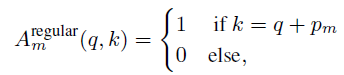 A_m^regular(q, k) = { 1 if k = q + p_m
0 else,